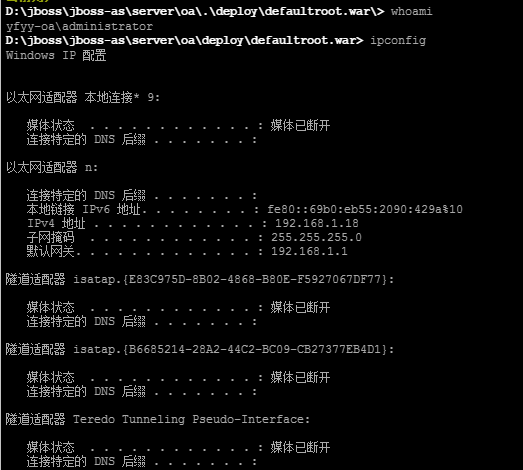 D:\jboss\jboss-as\server\oa\.\deploy\defaultroot.war\> whoami
yfyy-oa\administrator
D:\jboss\jboss-as\server\oa\deploy\defaultroot.war> ipconfig
Windows IP 配置
以太网适配器 本地连接* 9:
媒体状态 . . . . . . . . . . . . : 媒体已断开
连接特定的 DNS 后缀 . . . . . . . :
以太网适配器 n:
连接特定的 DNS 后缀 . . . . . . . :
本地链接 IPv6 地址. . . . . . . . : fe80::69b0:eb55:2090:429a%10
IPv4 地址 . . . . . . . . . . . . : 192.168.1.18
子网掩码 . . . . . . . . . . . . : 255.255.255.0
默认网关. . . . . . . . . . . . . : 192.168.1.1
隧道适配器 isatap.{E83C975D-8B02-4868-B80E-F5927067DF77}:
媒体状态 . . . . . . . . . . . . : 媒体已断开
连接特定的 DNS 后缀 . . . . . . . :
隧道适配器 isatap.{B6685214-28A2-44C2-BC09-CB27377EB4D1}:
媒体状态 . . . . . . . . . . . . : 媒体已断开
连接特定的 DNS 后缀 . . . . . . . :
隧道适配器 Teredo Tunneling Pseudo-Interface:
媒体状态 . . . . . . . . . . . . : 媒体已断开
连接特定的 DNS 后缀 . . . . . . . :